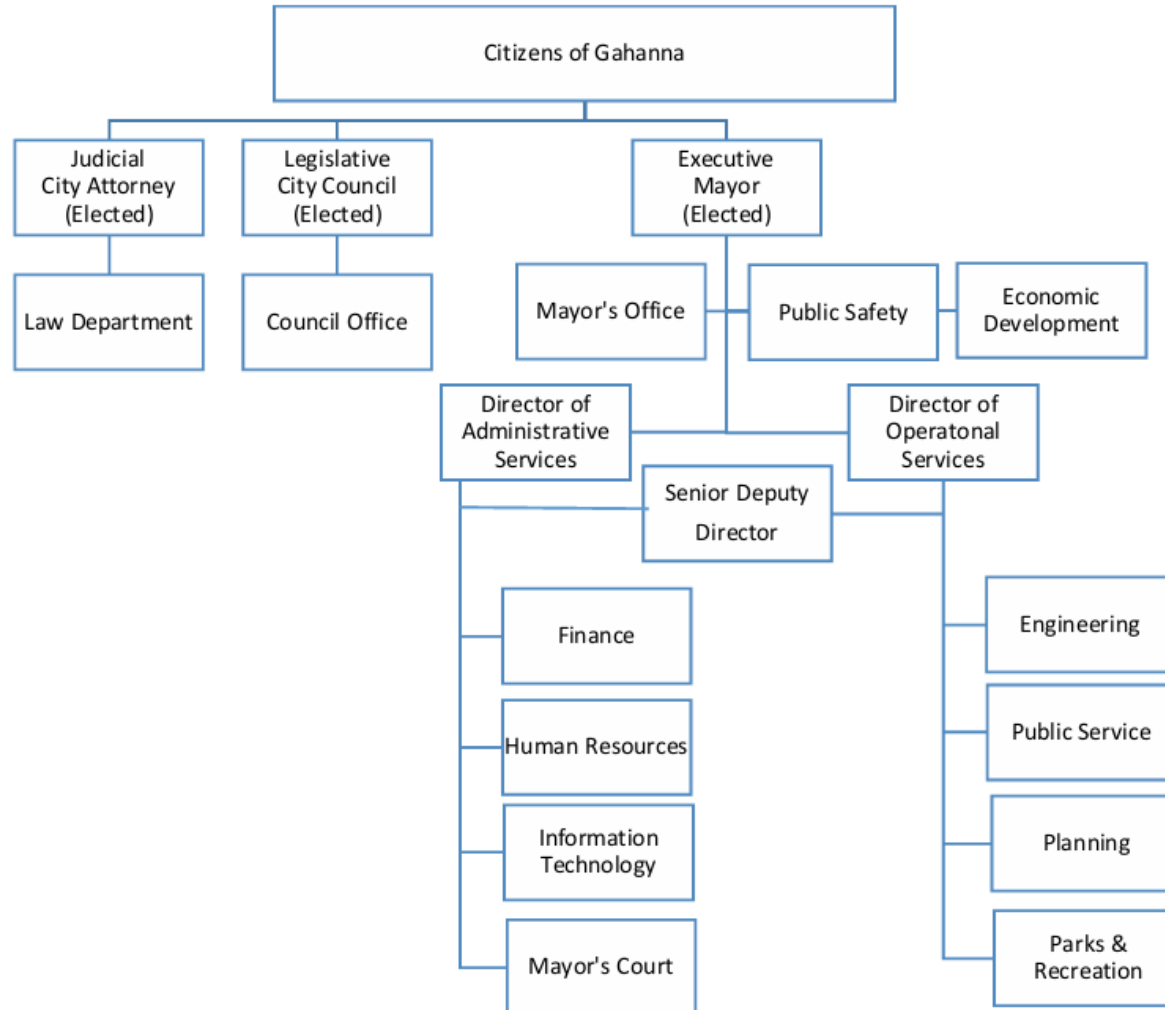 Citizens of Gahanna
Judicial
City Attorney
(Elected)
Legislative
City Council
(Elected)
Executive
Mayor
(Elected)
Law Department
Council Office
Mayor's Office
Public Safety
Economic
Development
Director of
Administrative
Services
Director of
Operatonal
Services
Senior Deputy
Director
Finance
Human Resources
Information
Technology
Mayor's Court
Engineering
Public Service
Planning
Parks &
Recreation